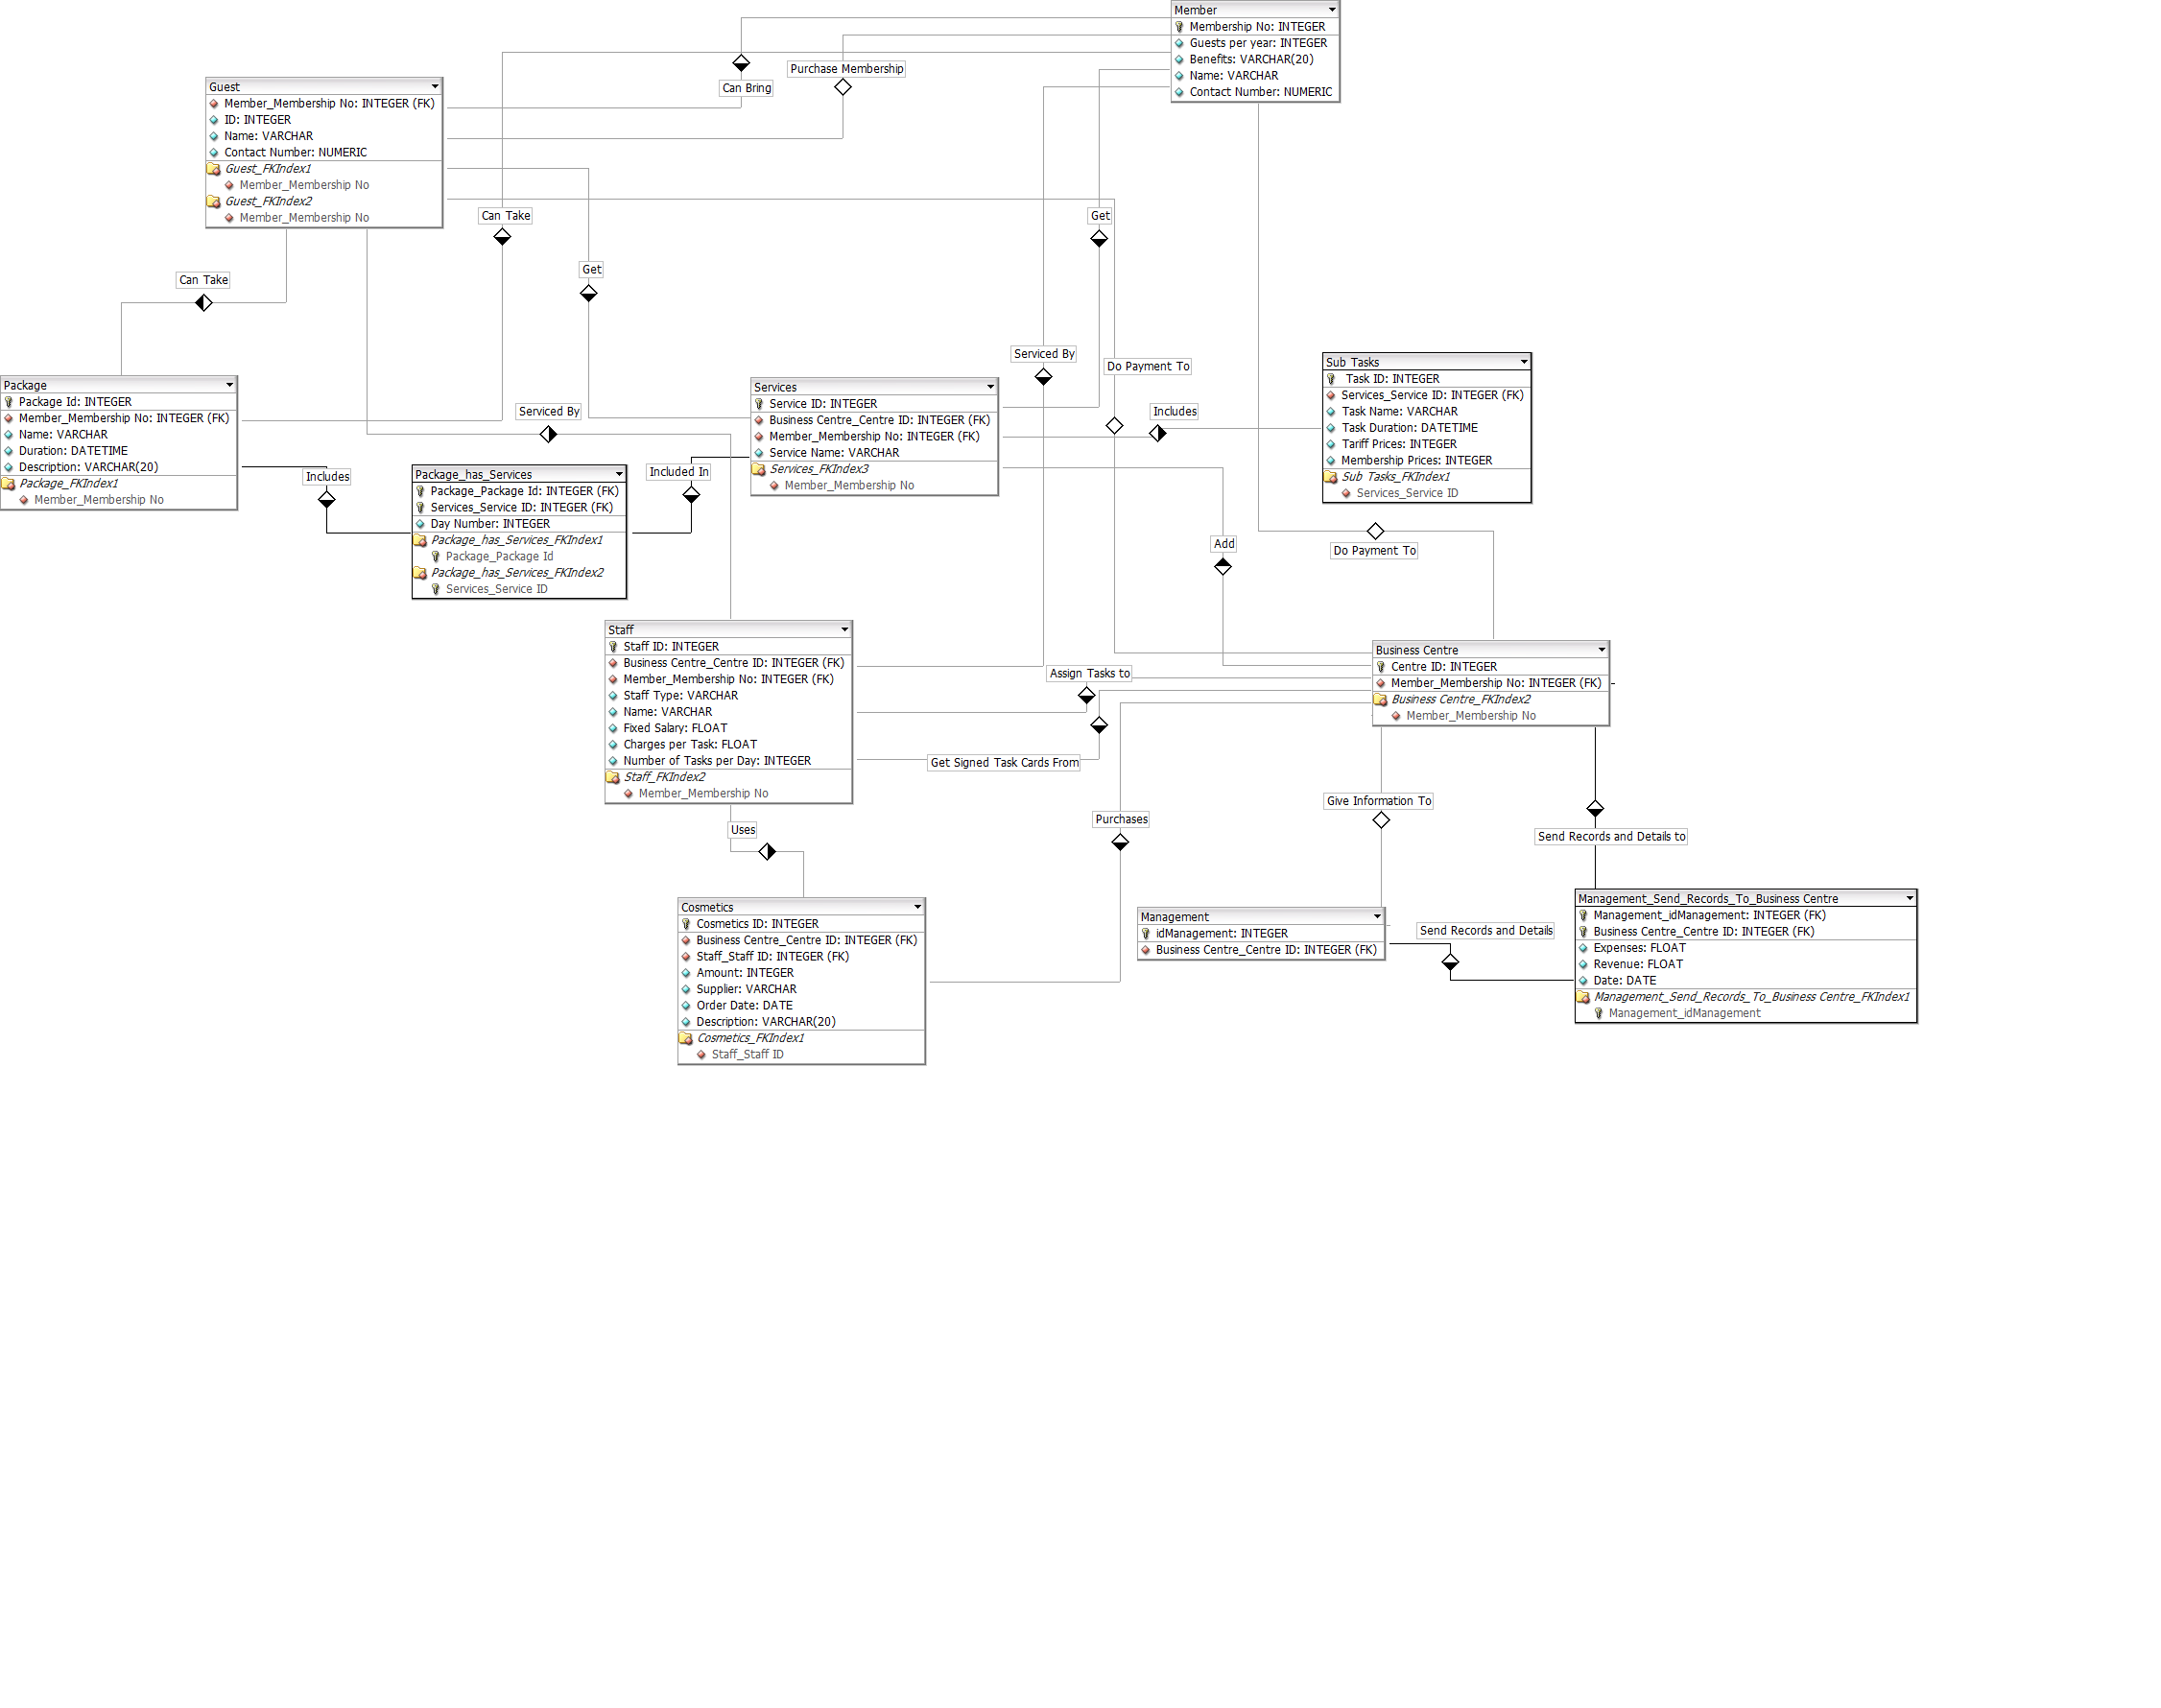 Member
Membership No: INTEGER
Guests per year: INTEGER
Benefits: VARCHAR(20)
Name: VARCHAR
Contact Number: NUMERIC
Purchase Membership
Can Bring
Guest
Member_Membership No: INTEGER (FK)
ID: INTEGER
Name: VARCHAR
Contact Number: NUMERIC
Guest_FKIndex1
Member_Membership No
Guest_FKIndex2
Member_Membership No
Can Take
Get
Get
Can Take
Serviced By
Do Payment To
Sub Tasks
Task ID: INTEGER
Services_Service ID: INTEGER (FK)
Task Name: VARCHAR
Task Duration: DATETIME
Tariff Prices: INTEGER
Membership Prices: INTEGER
Sub Tasks_FKIndex1
Services_Service ID
Package
Package Id: INTEGER
Member_Membership No: INTEGER (FK)
Name: VARCHAR
Duration: DATETIME
Description: VARCHAR(20)
Package_FKIndex1
Member_Membership No
Serviced By
Services
Service ID: INTEGER
Business Centre_Centre ID: INTEGER (FK)
Member_Membership No: INTEGER (FK)
Service Name: VARCHAR
Services_FKIndex3
Member_Membership No
Includes
Includes
Included In
Package_has_Services
Package_Package Id: INTEGER (FK)
Services_Service ID: INTEGER (FK)
Day Number: INTEGER
Package_has_Services_FKIndex1
Package_Package Id
Package_has_Services_FKIndex2
Services_Service ID
Add
Do Payment To
Staff
Staff ID: INTEGER
Business Centre_Centre ID: INTEGER (FK)
Member_Membership No: INTEGER (FK)
Staff Type: VARCHAR
Name: VARCHAR
Fixed Salary: FLOAT
Charges per Task: FLOAT
Number of Tasks per Day: INTEGER
Staff_FKIndex2
Member_Membership No
Assign Tasks to
Business Centre
Centre ID: INTEGER
Member_Membership No: INTEGER (FK)
Business Centre_FKIndex2
Member_Membership No
Get Signed Task Cards From
Give Information To
Purchases
Uses
Send Records and Details to
Cosmetics
Cosmetics ID: INTEGER
Business Centre_Centre ID: INTEGER (FK)
Staff_Staff ID: INTEGER (FK)
Amount: INTEGER
Supplier: VARCHAR
Order Date: DATE
Description: VARCHAR(20)
Cosmetics_FKIndex1
Staff_Staff ID
Management
idManagement: INTEGER
Business Centre_Centre ID: INTEGER (FK)
Send Records and Details
Management_Send_Records_To_Business Centre
Management_idManagement: INTEGER (FK)
Business Centre_Centre ID: INTEGER (FK)
Expenses: FLOAT
Revenue: FLOAT
Date: DATE
Management_Send_Records_To_Business Centre_FKIndex1
Management_idManagement